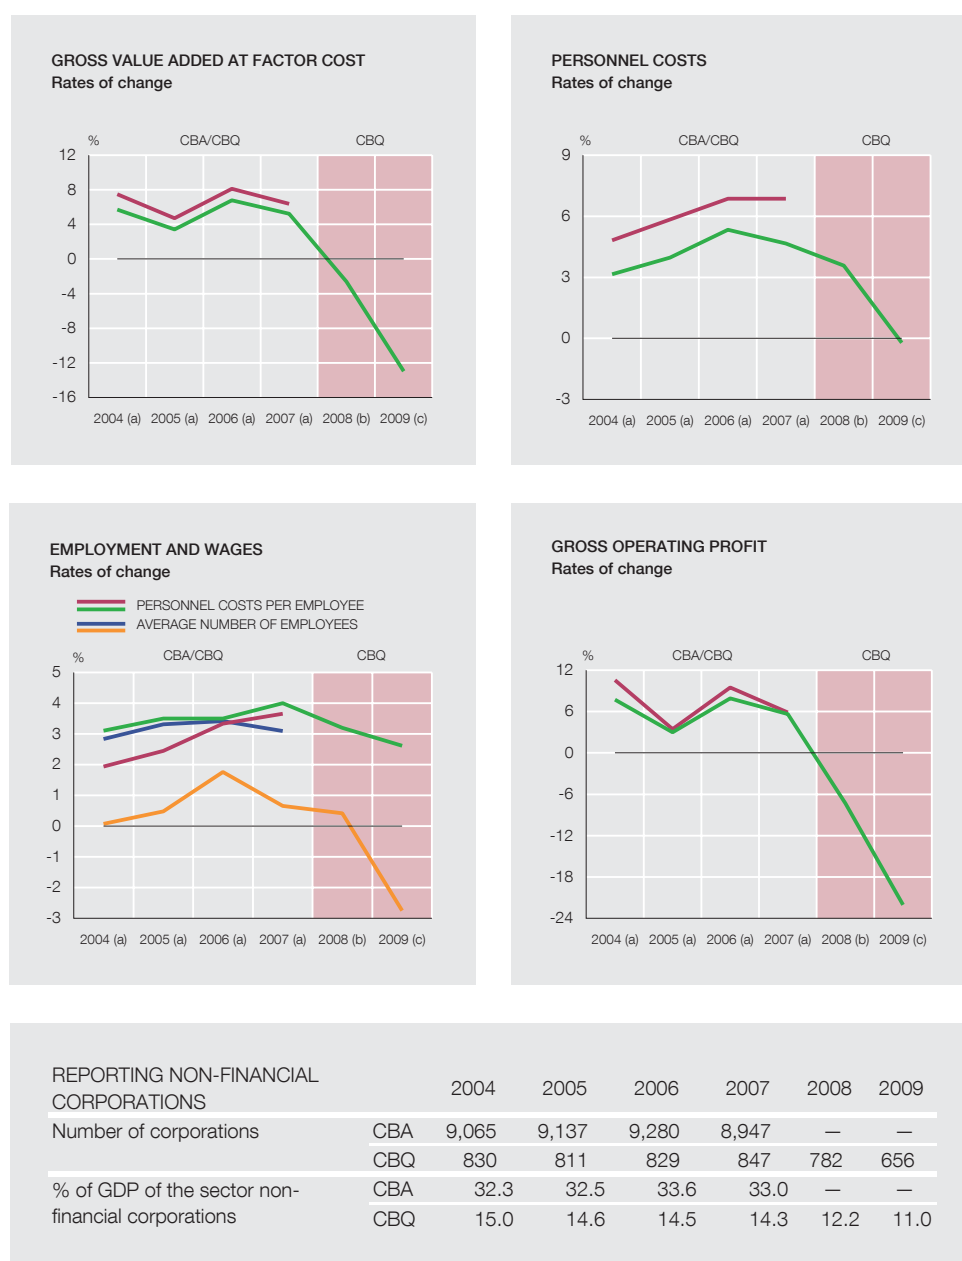 GROSS VALUE ADDED AT FACTOR COST
Rates of change
% CBA/CBQ CBQ
12
8
4
0
-4
-8
-12
-16
2004 (a) 2005 (a) 2006 (a) 2007 (a) 2008 (b) 2009 (c)
PERSONNEL COSTS
Rates of change
% CBA/CBQ CBQ
9
6
3
0
-3
2004 (a) 2005 (a) 2006 (a) 2007 (a) 2008 (b) 2009 (c)
EMPLOYMENT AND WAGES
Rates of change
PERSONNEL COSTS PER EMPLOYEE
AVERAGE NUMBER OF EMPLOYEES
% CBA/CBQ CBQ
5
4
3
2
1
0
-1
-2
-3
2004 (a) 2005 (a) 2006 (a) 2007 (a) 2008 (b) 2009 (c)
GROSS OPERATING PROFIT
Rates of change
% CBA/CBQ CBQ
12
6
0
-6
-12
-18
-24
2004 (a) 2005 (a) 2006 (a) 2007 (a) 2008 (b) 2009 (c)
REPORTING NON-FINANCIAL
CORPORATIONS 2004 2005 2006 2007 2008 2009
Number of corporations CBA 9,065 9,137 9,280 8,947 — —
CBQ 830 811 829 847 782 656
% of GDP of the sector non- CBA 32.3 32.5 33.6 33.0 — —
financial corporations CBQ 15.0 14.6 14.5 14.3 12.2 11.0